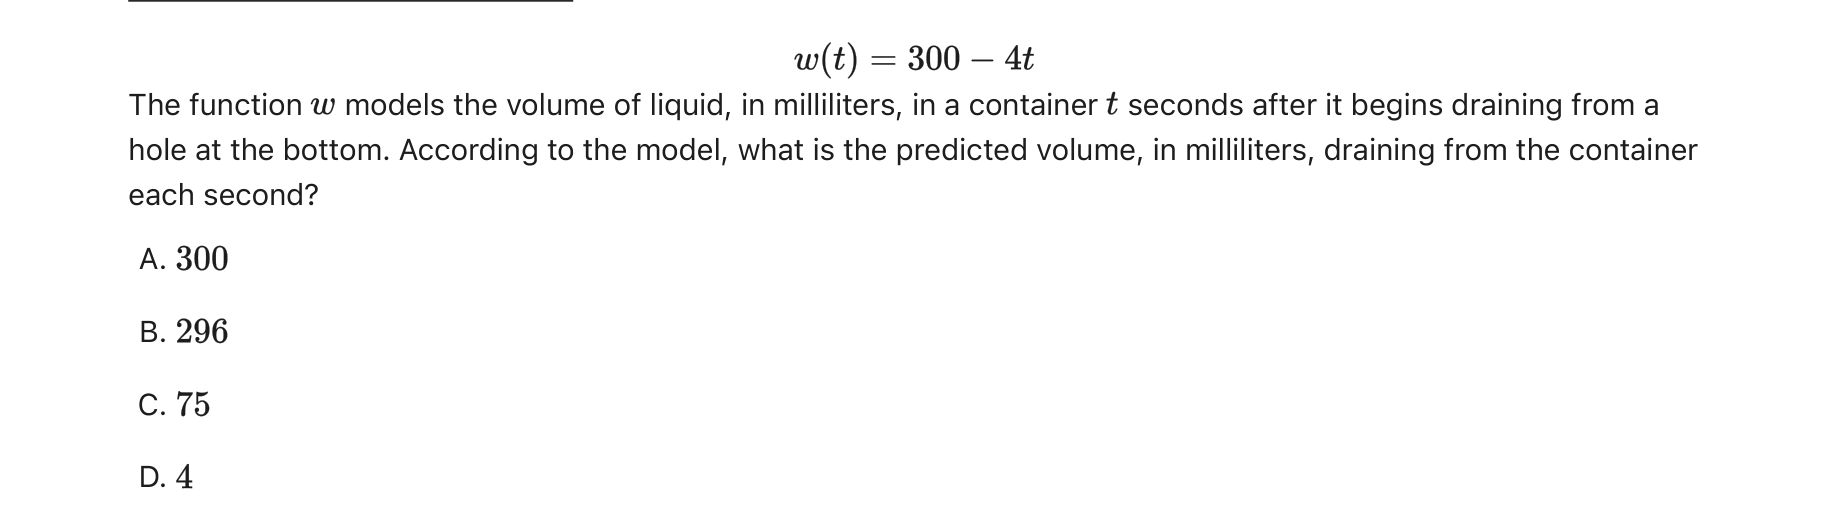 w(t) = 300 − 4t
The function w models the volume of liquid, in milliliters, in a container t seconds after it begins draining from a
hole at the bottom. According to the model, what is the predicted volume, in milliliters, draining from the container
each second?
A. 300
B. 296
C. 75
D. 4